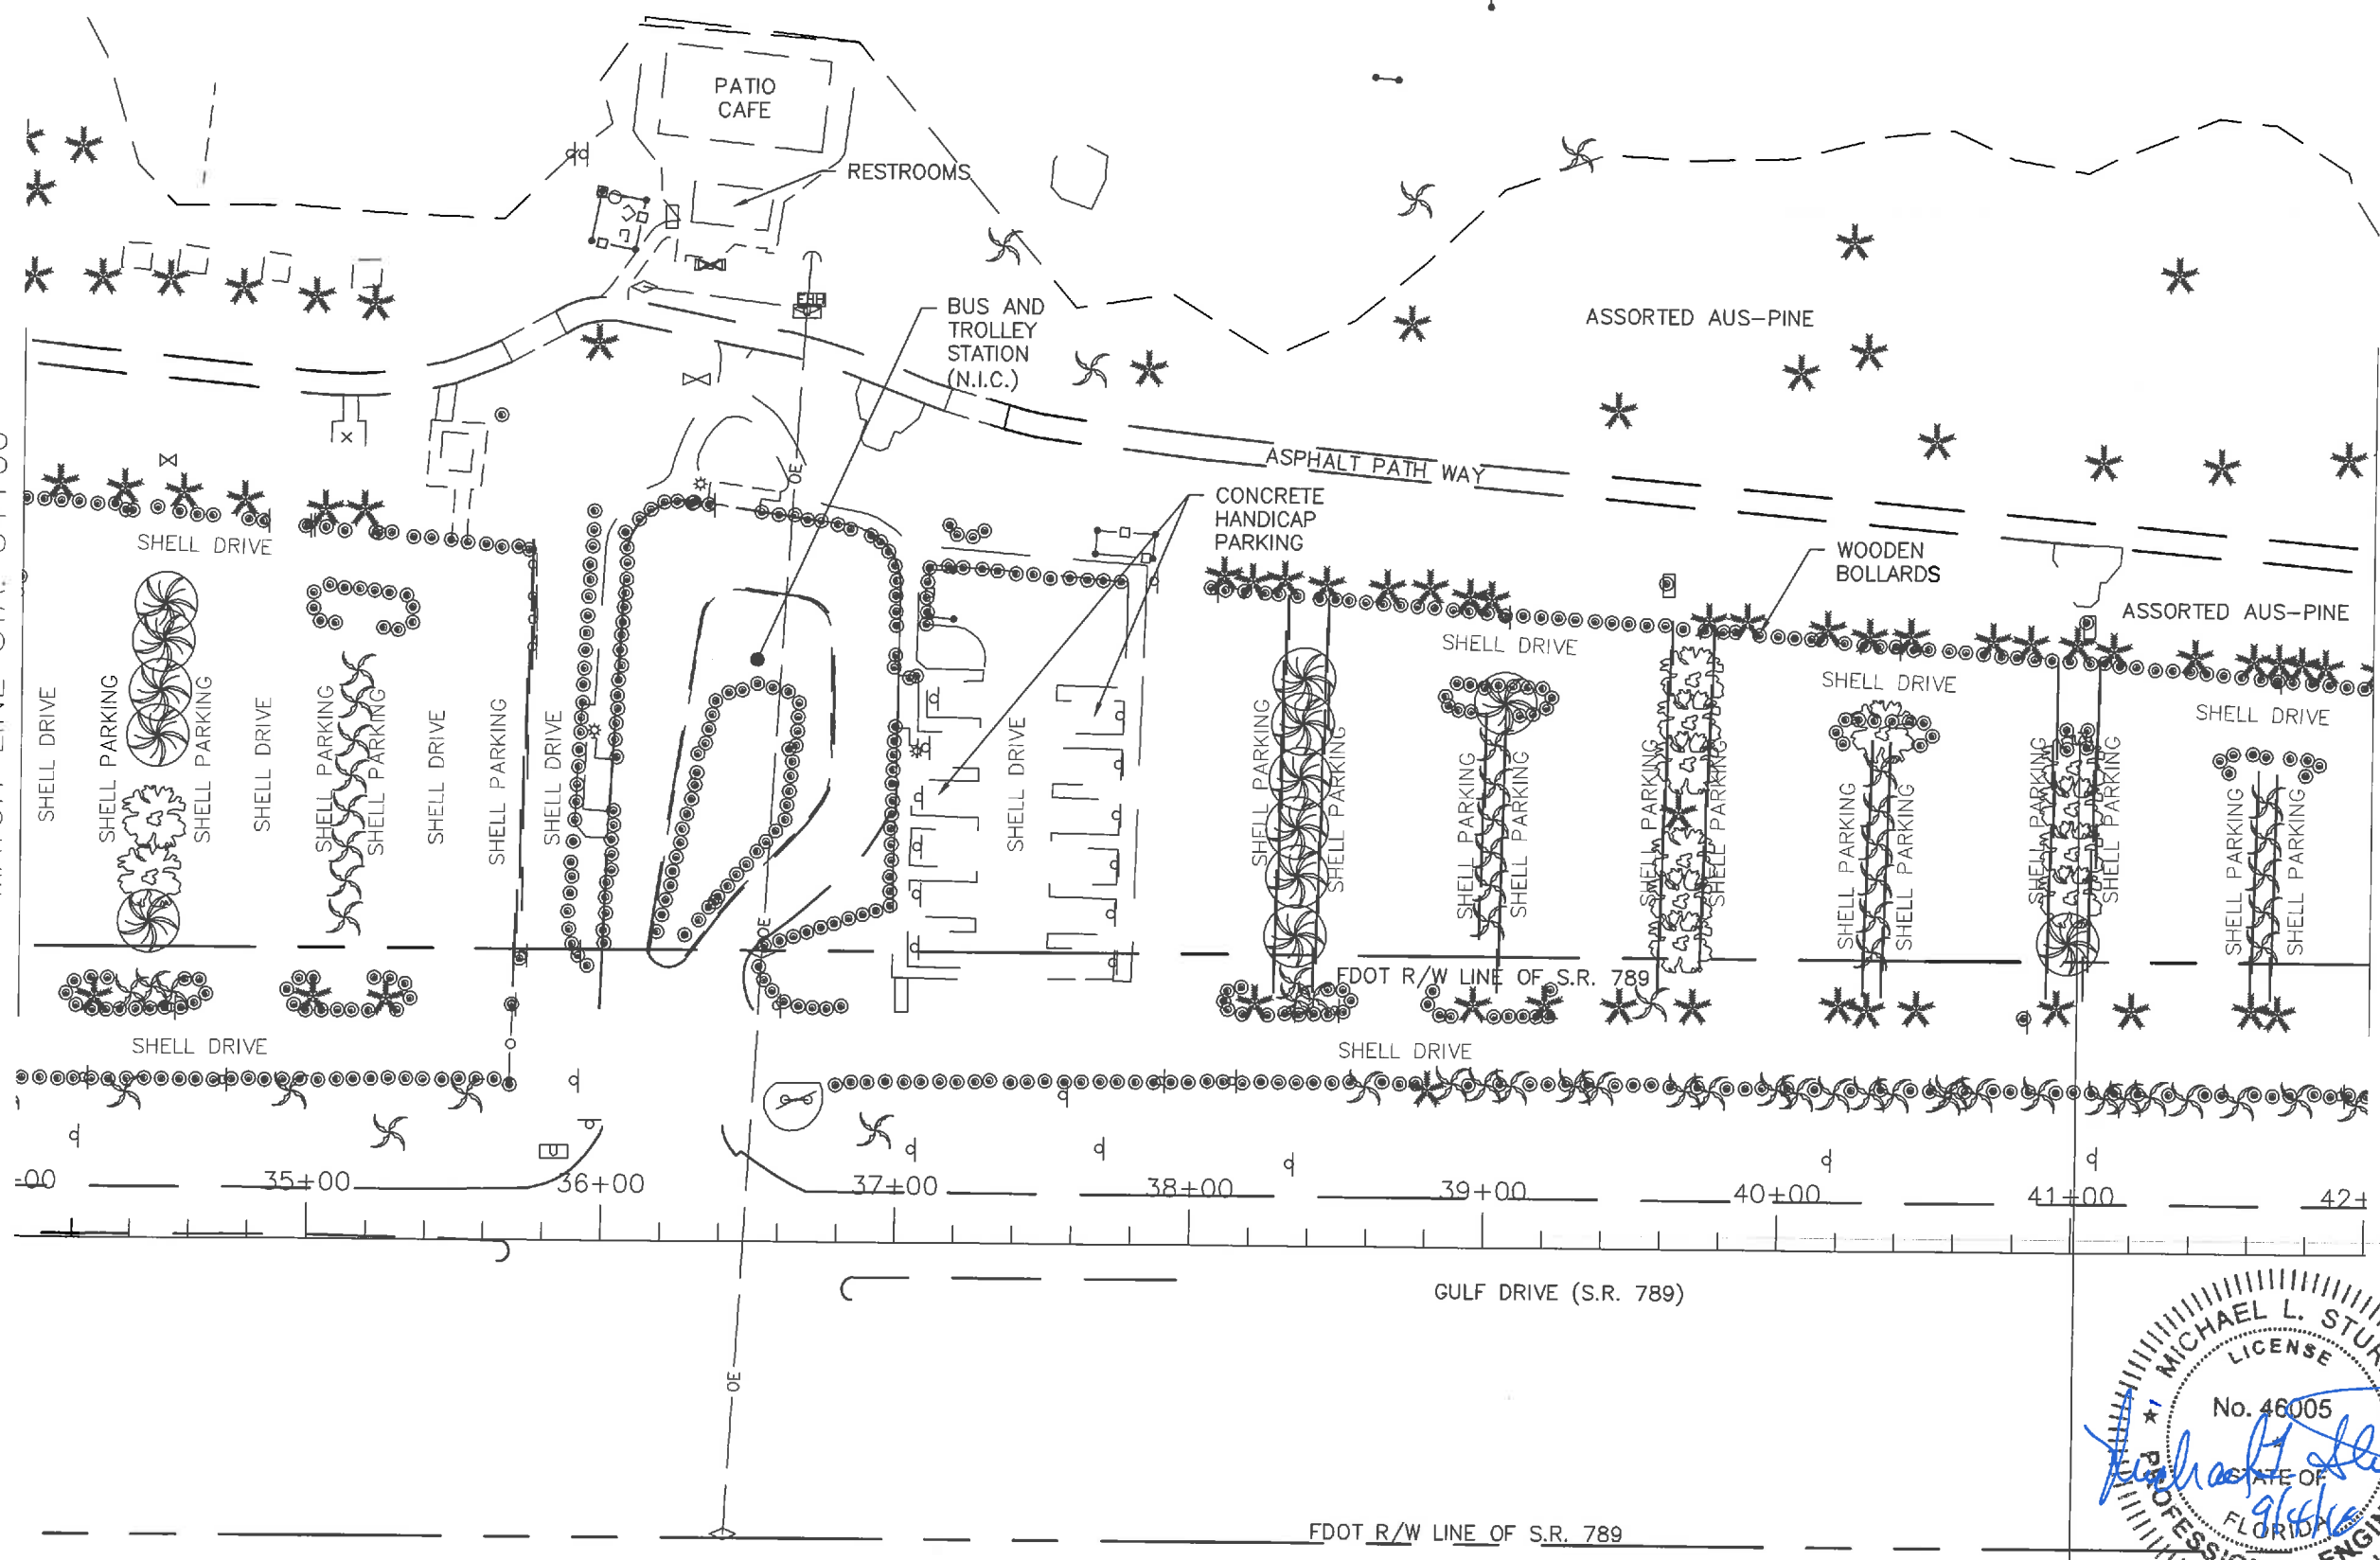 PATIO
CAFE
RESTROOMS
BUS AND
TROLLEY
STATION
(N.I.C.)
ASSORTED AUS-PINE
ASPHALT PATH WAY
CONCRETE
HANDICAP
PARKING
WOODEN
BOLLARDS
ASSORTED AUS-PINE
OE
SHELL DRIVE
SHELL DRIVE
SHELL DRIVE
SHELL DRIVE
SHELL DRIVE
SHELL PARKING
SHELL PARKING
SHELL DRIVE
SHELL PARKING
SHELL PARKING
SHELL DRIVE
SHELL PARKING
SHELL DRIVE
SHELL DRIVE
SHELL PARKING
SHELL PARKING
SHELL PARKING
SHELL PARKING
SHELL PARKING
SHELL PARKING
SHELL PARKING
SHELL PARKING
SHELL PARKING
SHELL PARKING
SHELL PARKING
SHELL PARKING
OE
FDOT R/W LINE OF S.R. 789
SHELL DRIVE
SHELL DRIVE
35+00
36+00
37+00
38+00
39+00
40+00
41+00
42+
GULF DRIVE (S.R. 789)
OE
FDOT R/W LINE OF S.R. 789
MICHAEL L.
LICENSE
No. 46005
STATE OF
FLORIDA